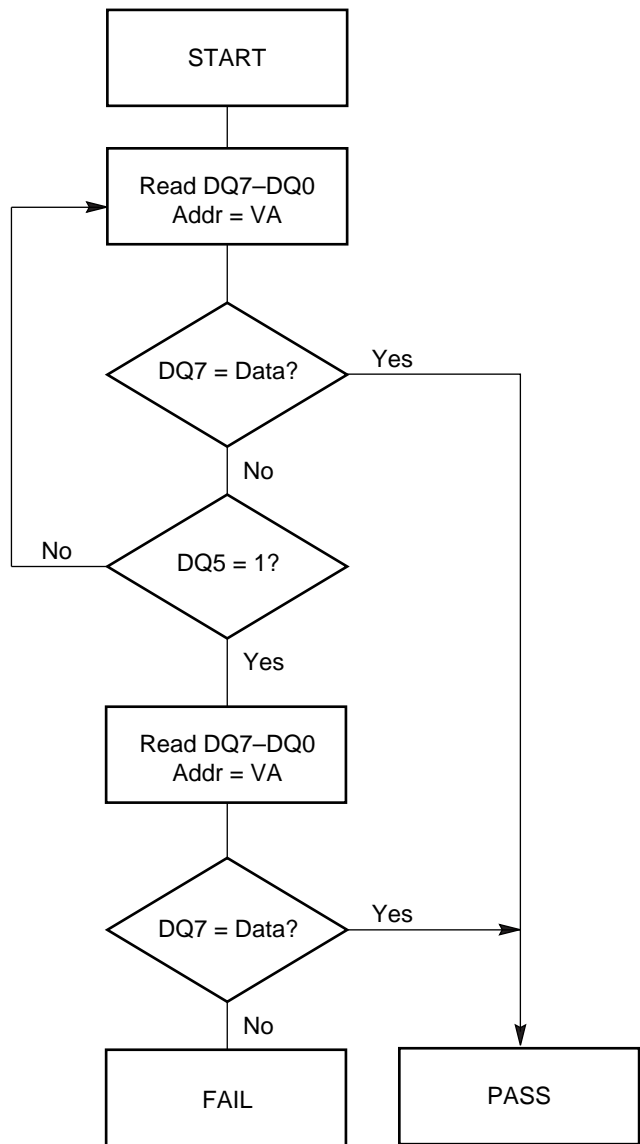 START
Read DQ7–DQ0
Addr = VA
DQ7 = Data?
Yes
No
No
DQ5 = 1?
Yes
Read DQ7–DQ0
Addr = VA
DQ7 = Data?
Yes
No
FAIL
PASS